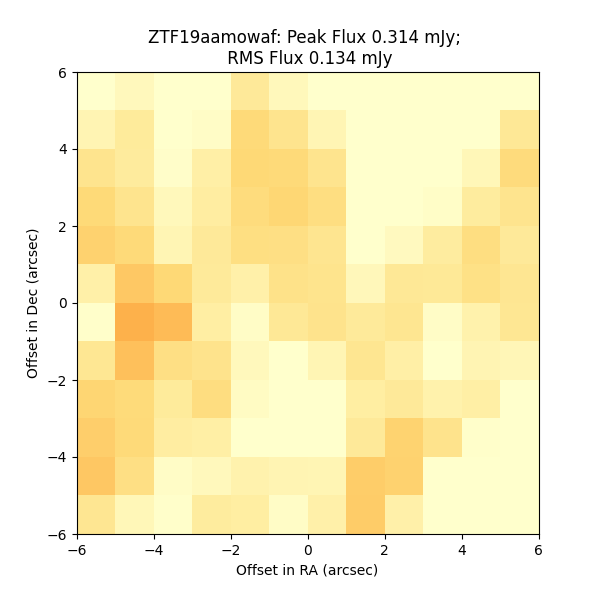 ZTF19aamowaf: Peak Flux 0.314 mJy;
RMS Flux 0.134 mJy
6
4
2
0
−2
−4
−6
Offset in Dec (arcsec)
−6 −4 −2 0 2 4 6
Offset in RA (arcsec)